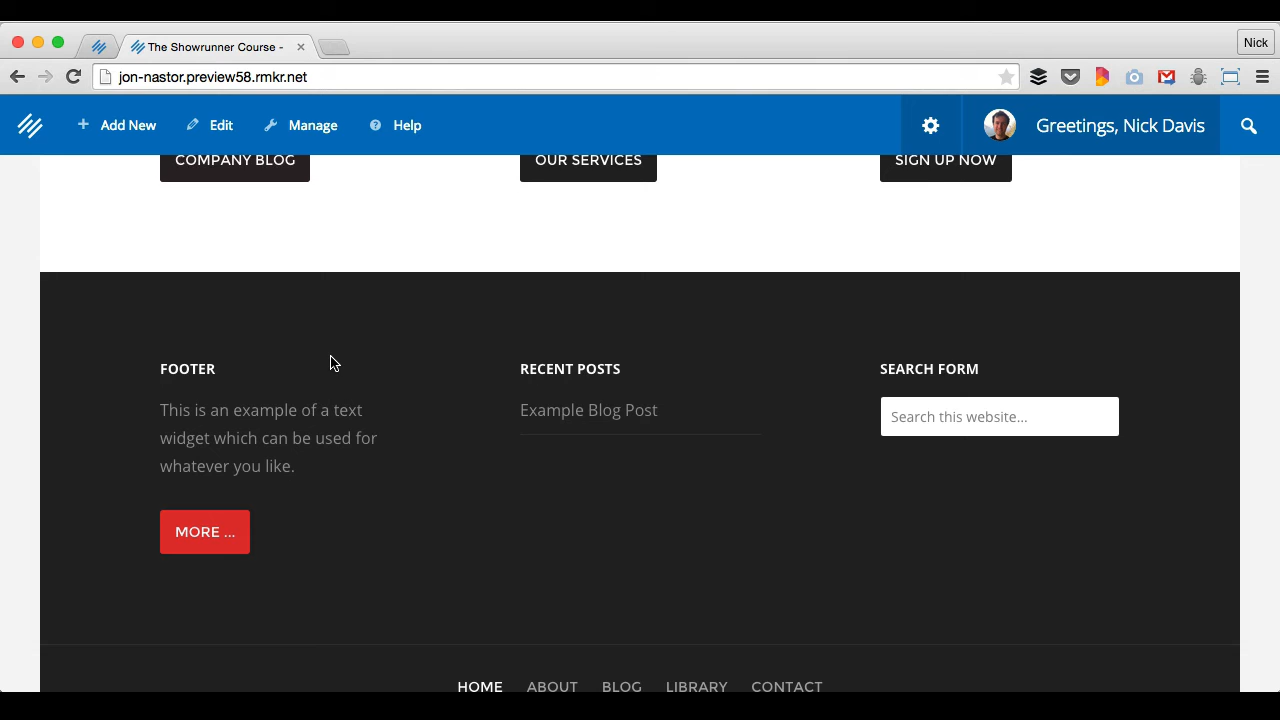 The Showrunner Course -
Nick
jon-nastor.preview58.rmkr.net
Add New Edit Manage Help Greetings, Nick Davis
COMPANY BLOG OUR SERVICES SIGN UP NOW
FOOTER
This is an example of a text
widget which can be used for
whatever you like.
MORE ...
RECENT POSTS
Example Blog Post
SEARCH FORM
Search this website...
HOME ABOUT BLOG LIBRARY CONTACT